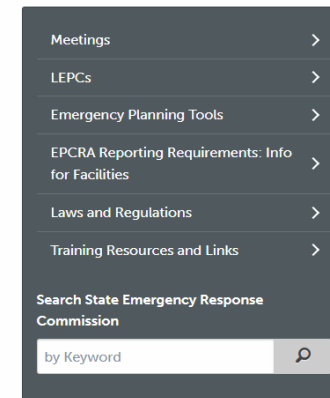 Meetings
LEPCs
Emergency Planning Tools
EPCRA Reporting Requirements: Info
for Facilities
Laws and Regulations
Training Resources and Links
Search State Emergency Response
Commission
by Keyword